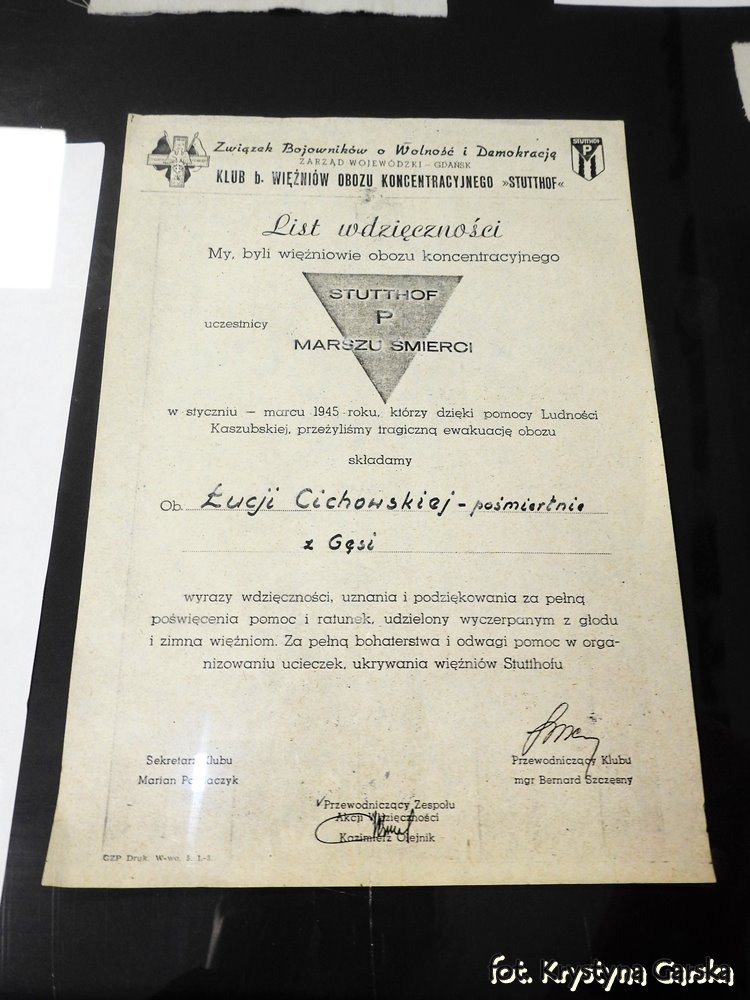 Związek Bojowników o Wolność i Demokrację
ZARZĄD WOJEWÓDZKI – GDAŃSK
KLUB b. WIĘŹNIÓW OBOZU KONCENTRACYJNEGO »STUTTHOF«
STUTTHOF
P
List wdzięczności
My, byli więźniowie obozu koncentracyjnego
STUTTHOF
P
uczestnicy
MARSZU ŚMIERCI
w styczniu – marcu 1945 roku, którzy dzięki pomocy Ludności
Kaszubskiej, przeżyliśmy tragiczną ewakuację obozu
składamy
Ob. Łucji Cichowskiej - pośmiertnie
z Gęsi
wyrazy wdzięczności, uznania i podziękowania za pełną
poświęcenia pomoc i ratunek, udzielony wyczerpanym z głodu
i zimna więźniom. Za pełną bohaterstwa i odwagi pomoc w orga-
nizowaniu ucieczek, ukrywania więźniów Stutthofu
Sekretarz Klubu
Marian
Przewodniczący Klubu
mgr Bernard Szczęsny
Przewodniczący Zespołu
Akcji Wdzięczności
Kazimierz Olejnik
GZP Druk. W-wo.
fot. Krystyna Garska